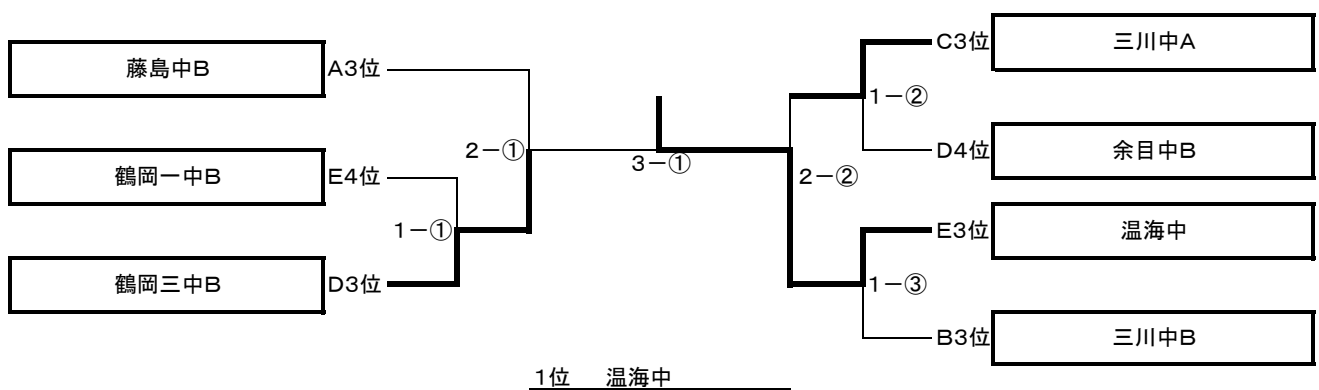 藤島中B A3位
鶴岡一中B E4位
鶴岡三中B D3位
1－①
2－①
3－①
2－②
1－②
1－③
C3位 三川中A
D4位 余目中B
E3位 温海中
B3位 三川中B
1位 温海中